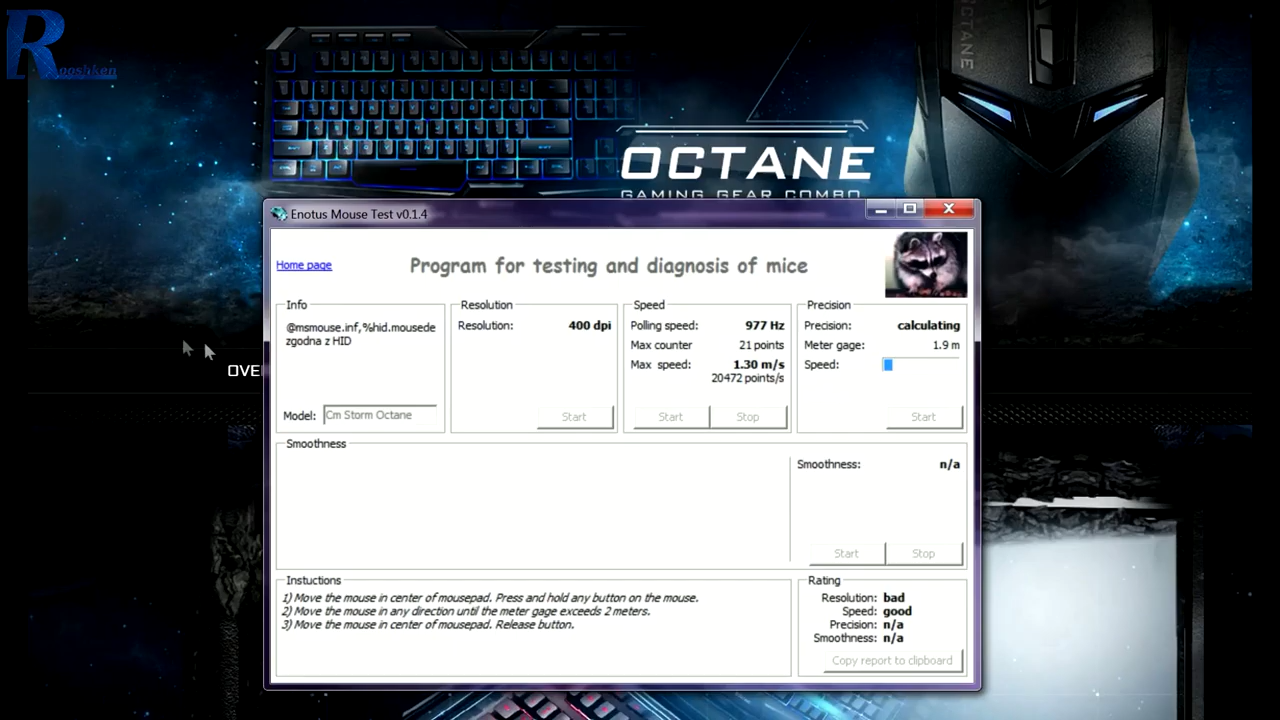 Rooshken
OCTANE
OCTANE
GAMING GEAR COMBO
Enotus Mouse Test v0.1.4
Home page
Program for testing and diagnosis of mice
Info
@msmouse.inf,%hid.mousede
zgodna z HID
Model: Cm Storm Octane
Resolution
Resolution: 400 dpi
Start
Speed
Polling speed: 977 Hz
Max counter 21 points
Max speed: 1.30 m/s
20472 points/s
Start Stop
Precision
Precision: calculating
Meter gage: 1.9 m
Speed:
Start
OVE
Smoothness
Smoothness: n/a
Start Stop
Instuctions
1) Move the mouse in center of mousepad. Press and hold any button on the mouse.
2) Move the mouse in any direction until the meter gage exceeds 2 meters.
3) Move the mouse in center of mousepad. Release button.
Rating
Resolution: bad
Speed: good
Precision: n/a
Smoothness: n/a
Copy report to clipboard